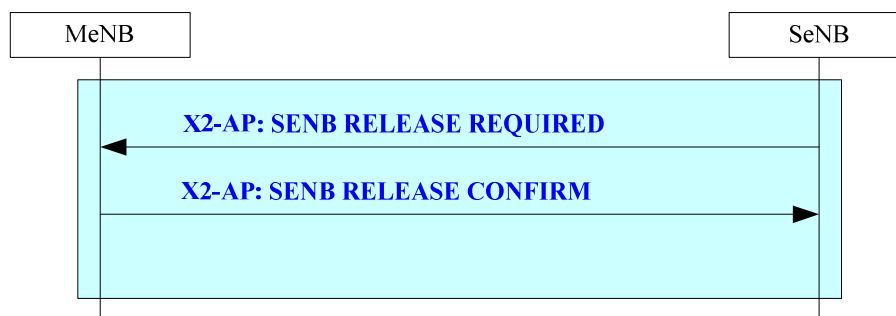 MeNB
SeNB
X2-AP: SENB RELEASE REQUIRED
X2-AP: SENB RELEASE CONFIRM